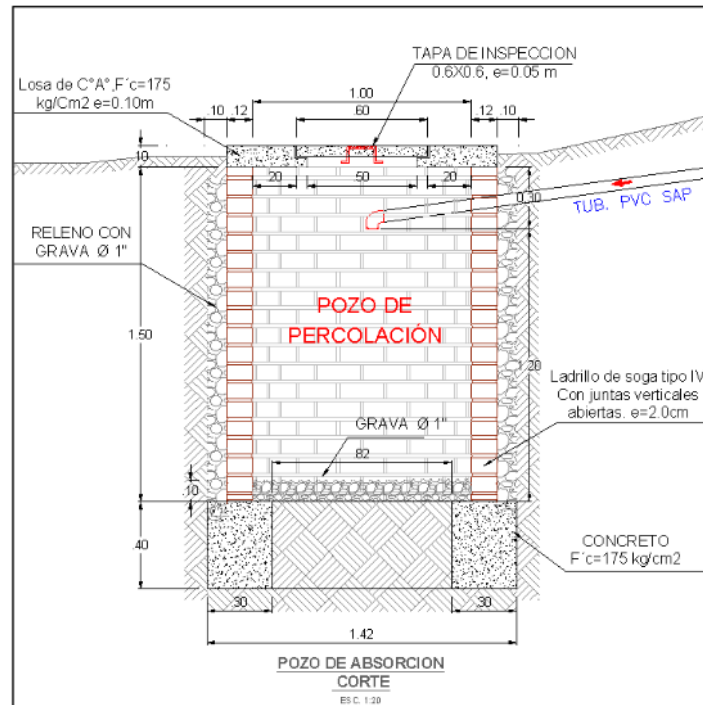 TAPA DE INSPECCION
0.6X0.6, e=0.05 m
Losa de C°A°,F´c=175
kg/Cm2 e=0.10m
1.00
.10 .12 .60 .12 .10
.10
.20 .50 .20
0.30
TUB. PVC SAP
RELENO CON
GRAVA Ø 1"
POZO DE
PERCOLACIÓN
1.50
1.20
Ladrillo de soga tipo IV
Con juntas verticales
abiertas. e=2.0cm
GRAVA Ø 1"
.82
.10
.40
CONCRETO
F´c=175 kg/cm2
.30 .30
1.42
POZO DE ABSORCION
CORTE
ESC. 1:20